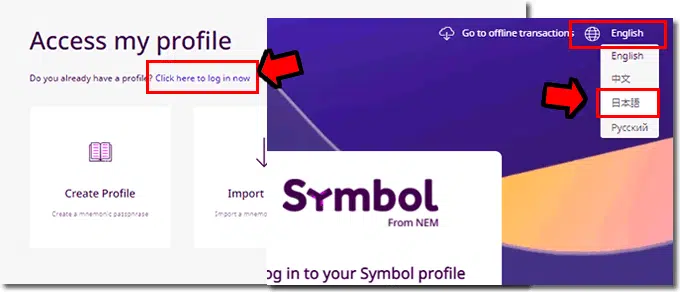 Access my profile
Do you already have a profile? Click here to log in now
Create Profile
Create a mnemonic passphrase
Import
Import a mnemo
Go to offline transactions
English
English
中文
日本語
Русский
Symbol
From NEM
og in to your Symbol profile